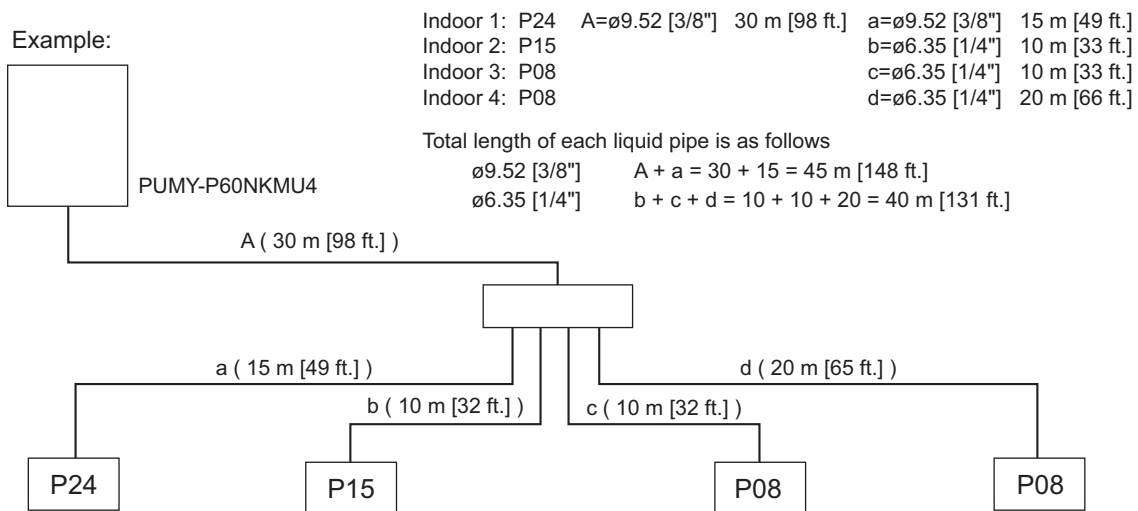 Example:
Indoor 1: P24 A=ø9.52 [3/8"] 30 m [98 ft.] a=ø9.52 [3/8"] 15 m [49 ft.]
Indoor 2: P15 b=ø6.35 [1/4"] 10 m [33 ft.]
Indoor 3: P08 c=ø6.35 [1/4"] 10 m [33 ft.]
Indoor 4: P08 d=ø6.35 [1/4"] 20 m [66 ft.]
Total length of each liquid pipe is as follows
ø9.52 [3/8"] A + a = 30 + 15 = 45 m [148 ft.]
ø6.35 [1/4"] b + c + d = 10 + 10 + 20 = 40 m [131 ft.]
PUMY-P60NKMU4
A ( 30 m [98 ft.] )
a ( 15 m [49 ft.] )
d ( 20 m [65 ft.] )
b ( 10 m [32 ft.] )
c ( 10 m [32 ft.] )
P24
P15
P08
P08